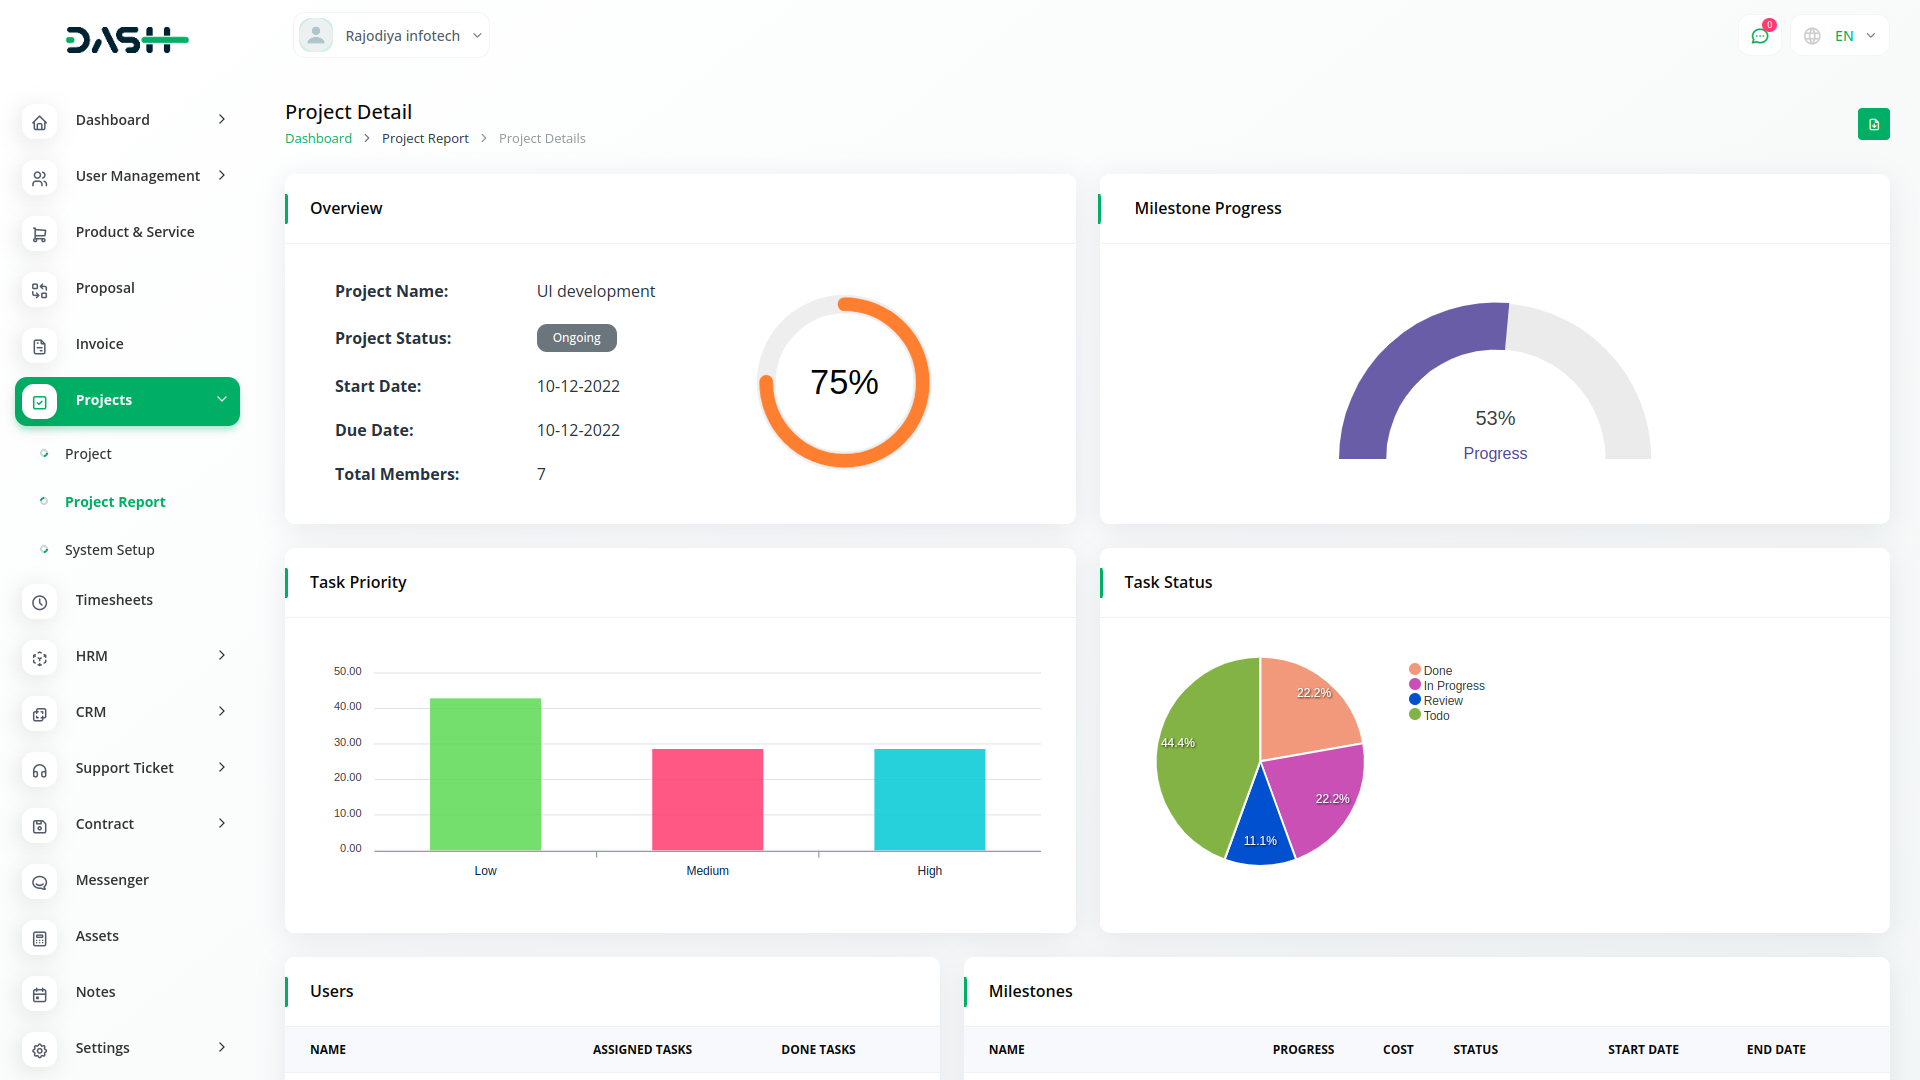 DASH
Rajodiya infotech
0
EN
Dashboard
User Management
Product & Service
Proposal
Invoice
Projects
Project
Project Report
System Setup
Timesheets
HRM
CRM
Support Ticket
Contract
Messenger
Assets
Notes
Settings
Project Detail
Dashboard > Project Report > Project Details
Overview
Project Name: UI development
Project Status: Ongoing
Start Date: 10-12-2022
Due Date: 10-12-2022
Total Members: 7
75%
Milestone Progress
53%
Progress
Task Priority
50.00
40.00
30.00
20.00
10.00
0.00
Low Medium High
Task Status
22.2%
44.4%
22.2%
11.1%
Done
In Progress
Review
Todo
Users
NAME ASSIGNED TASKS DONE TASKS
Milestones
NAME PROGRESS COST STATUS START DATE END DATE